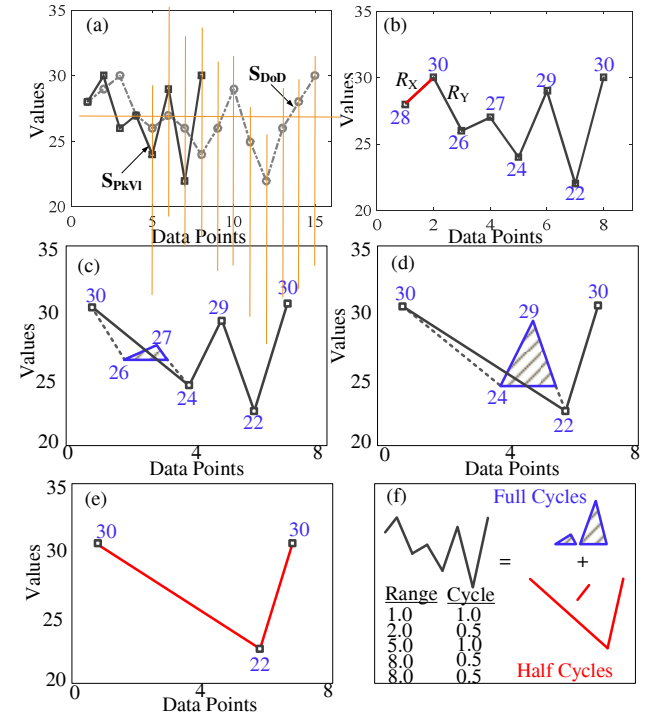 (a)
S_DoD
S_PkVl
Values
35
30
25
20
0
5
10
15
Data Points
(b)
R_X
R_Y
28
30
26
27
24
29
22
30
Values
35
30
25
20
0
2
4
6
8
Data Points
(c)
30
26
27
24
29
22
30
Values
35
30
25
20
0
4
8
Data Points
(d)
30
24
29
22
30
Values
35
30
25
20
0
4
8
Data Points
(e)
30
22
30
Values
35
30
25
20
0
4
8
Data Points
(f)
Full Cycles
=
+
Range Cycle
1.0 1.0
2.0 0.5
5.0 1.0
8.0 0.5
8.0 0.5
Half Cycles